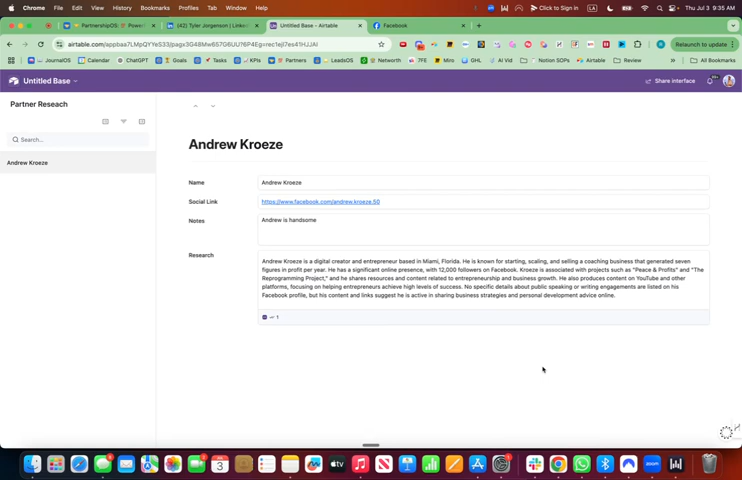 Chrome File Edit View History Bookmarks Profiles Tab Window Help
Click to Sign in LA Thu Jul 3 9:35 AM
(42) Tyler Jorgenson | LinkedIn
Untitled Base – Airtable
Facebook
Relaunch to update
JournalOS Calendar ChatGPT Goals Tasks KPIs Partners LeadsOS Networth 7FE Miro GHL Ai Vid Notion SOPs Airtable Review All Bookmarks
Untitled Base
Share interface
Partner Reseach
Search...
Andrew Kroeze
Andrew Kroeze
Name
Andrew Kroeze
Social Link
https://www.facebook.com/andrew.kroeze.50
Notes
Andrew is handsome
Research
Andrew Kroeze is a digital creator and entrepreneur based in Miami, Florida. He is known for starting, scaling, and selling a coaching business that generated seven
figures in profit per year. He has a significant online presence, with 12,000 followers on Facebook. Kroeze is associated with projects such as "Peace & Profits" and "The
Reprogramming Project," and he shares resources and content related to entrepreneurship and business growth. He also produces content on YouTube and other
platforms, focusing on helping entrepreneurs achieve high levels of success. No specific details about public speaking or writing engagements are listed on his
Facebook profile, but his content and links suggest he is active in sharing business strategies and personal development advice online.
1